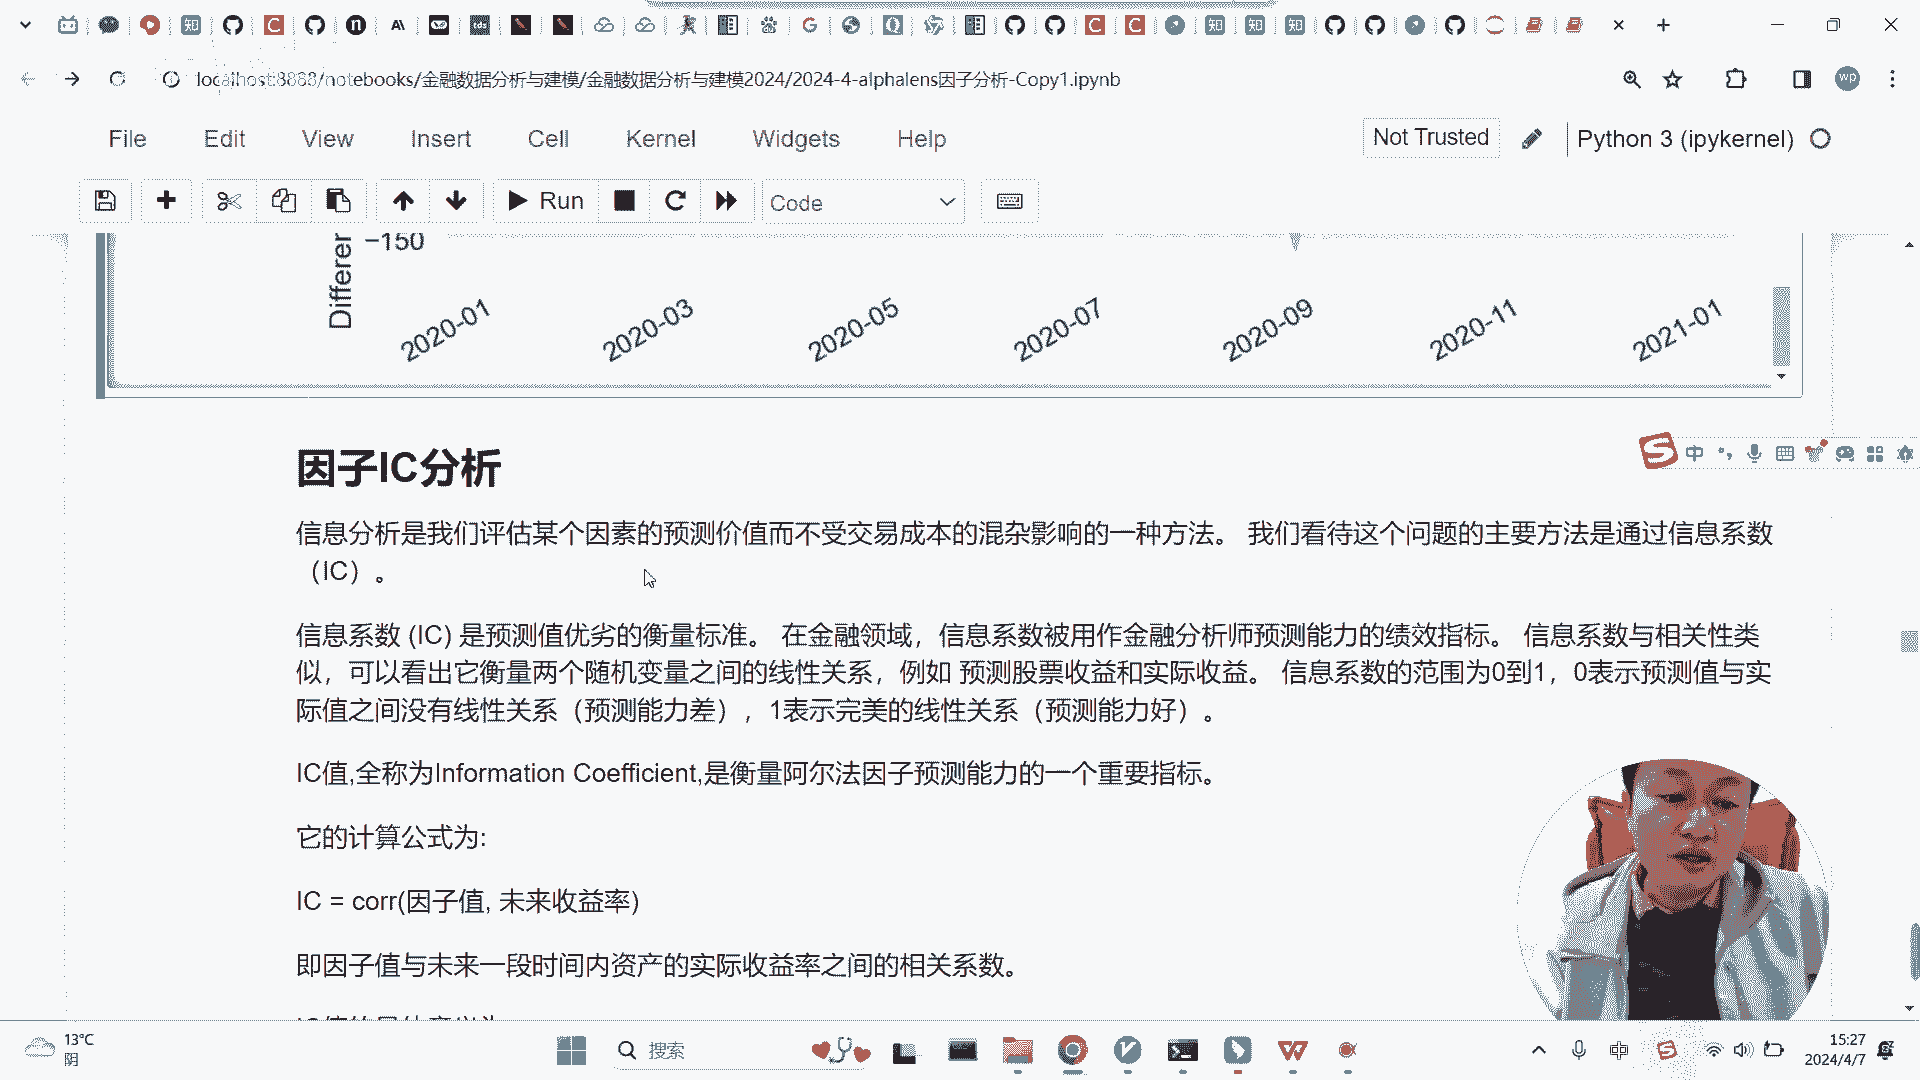 localhost:8888/notebooks/金融数据分析与建模/金融数据分析与建模2024/2024-4-alphalens因子分析-Copy1.ipynb
wp
File Edit View Insert Cell Kernel Widgets Help
Not Trusted
Python 3 (ipykernel)
Run
Code
Differer
−150
2020-01 2020-03 2020-05 2020-07 2020-09 2020-11 2021-01
因子IC分析
信息分析是我们评估某个因素的预测价值而不受交易成本的混杂影响的一种方法。 我们看待这个问题的主要方法是通过信息系数
（IC）。
信息系数 (IC) 是预测值优劣的衡量标准。 在金融领域，信息系数被用作金融分析师预测能力的绩效指标。 信息系数与相关性类
似，可以看出它衡量两个随机变量之间的线性关系，例如 预测股票收益和实际收益。 信息系数的范围为0到1，0表示预测值与实
际值之间没有线性关系（预测能力差），1表示完美的线性关系（预测能力好）。
IC值,全称为Information Coefficient,是衡量阿尔法因子预测能力的一个重要指标。
它的计算公式为:
IC = corr(因子值, 未来收益率)
即因子值与未来一段时间内资产的实际收益率之间的相关系数。
中
13°C
阴
搜索
中
15:27
2024/4/7